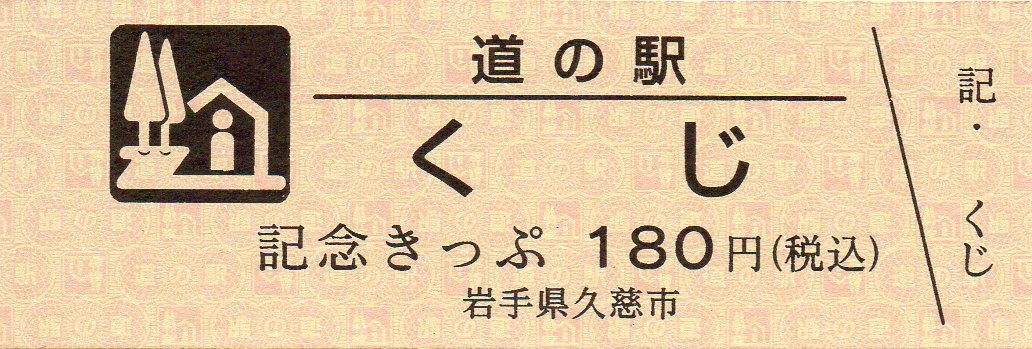 道の駅
くじ
記念きっぷ 180円(税込)
岩手県久慈市
記・くじ